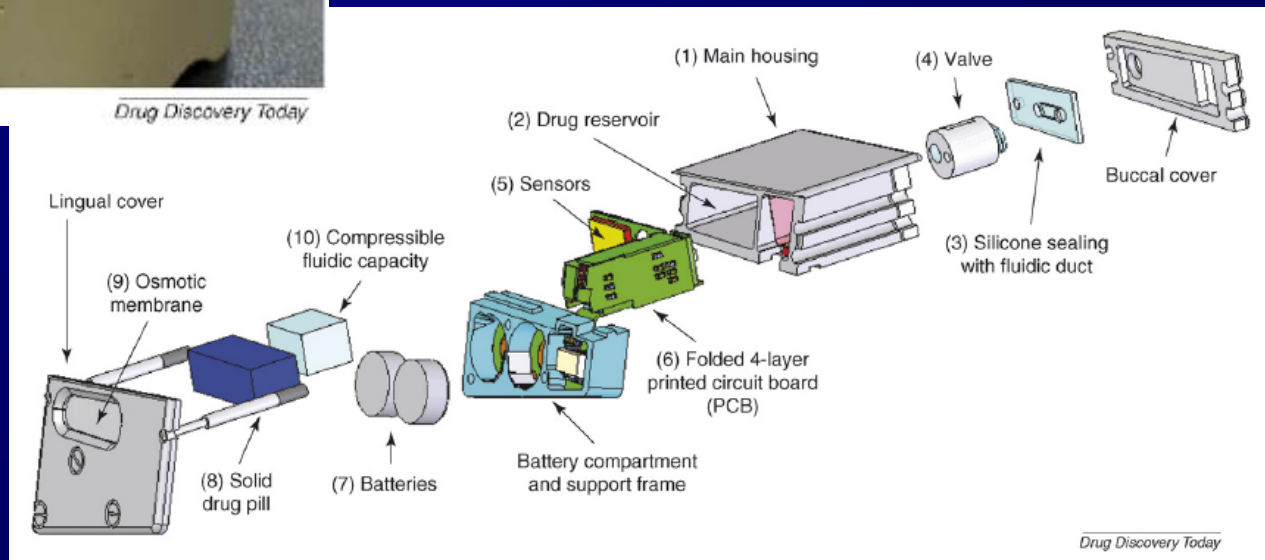 Drug Discovery Today
(1) Main housing
(4) Valve
(2) Drug reservoir
Buccal cover
(5) Sensors
Lingual cover
(10) Compressible
fluidic capacity
(3) Silicone sealing
with fluidic duct
(9) Osmotic
membrane
(6) Folded 4-layer
printed circuit board
(PCB)
Battery compartment
and support frame
(8) Solid
drug pill
(7) Batteries
Drug Discovery Today